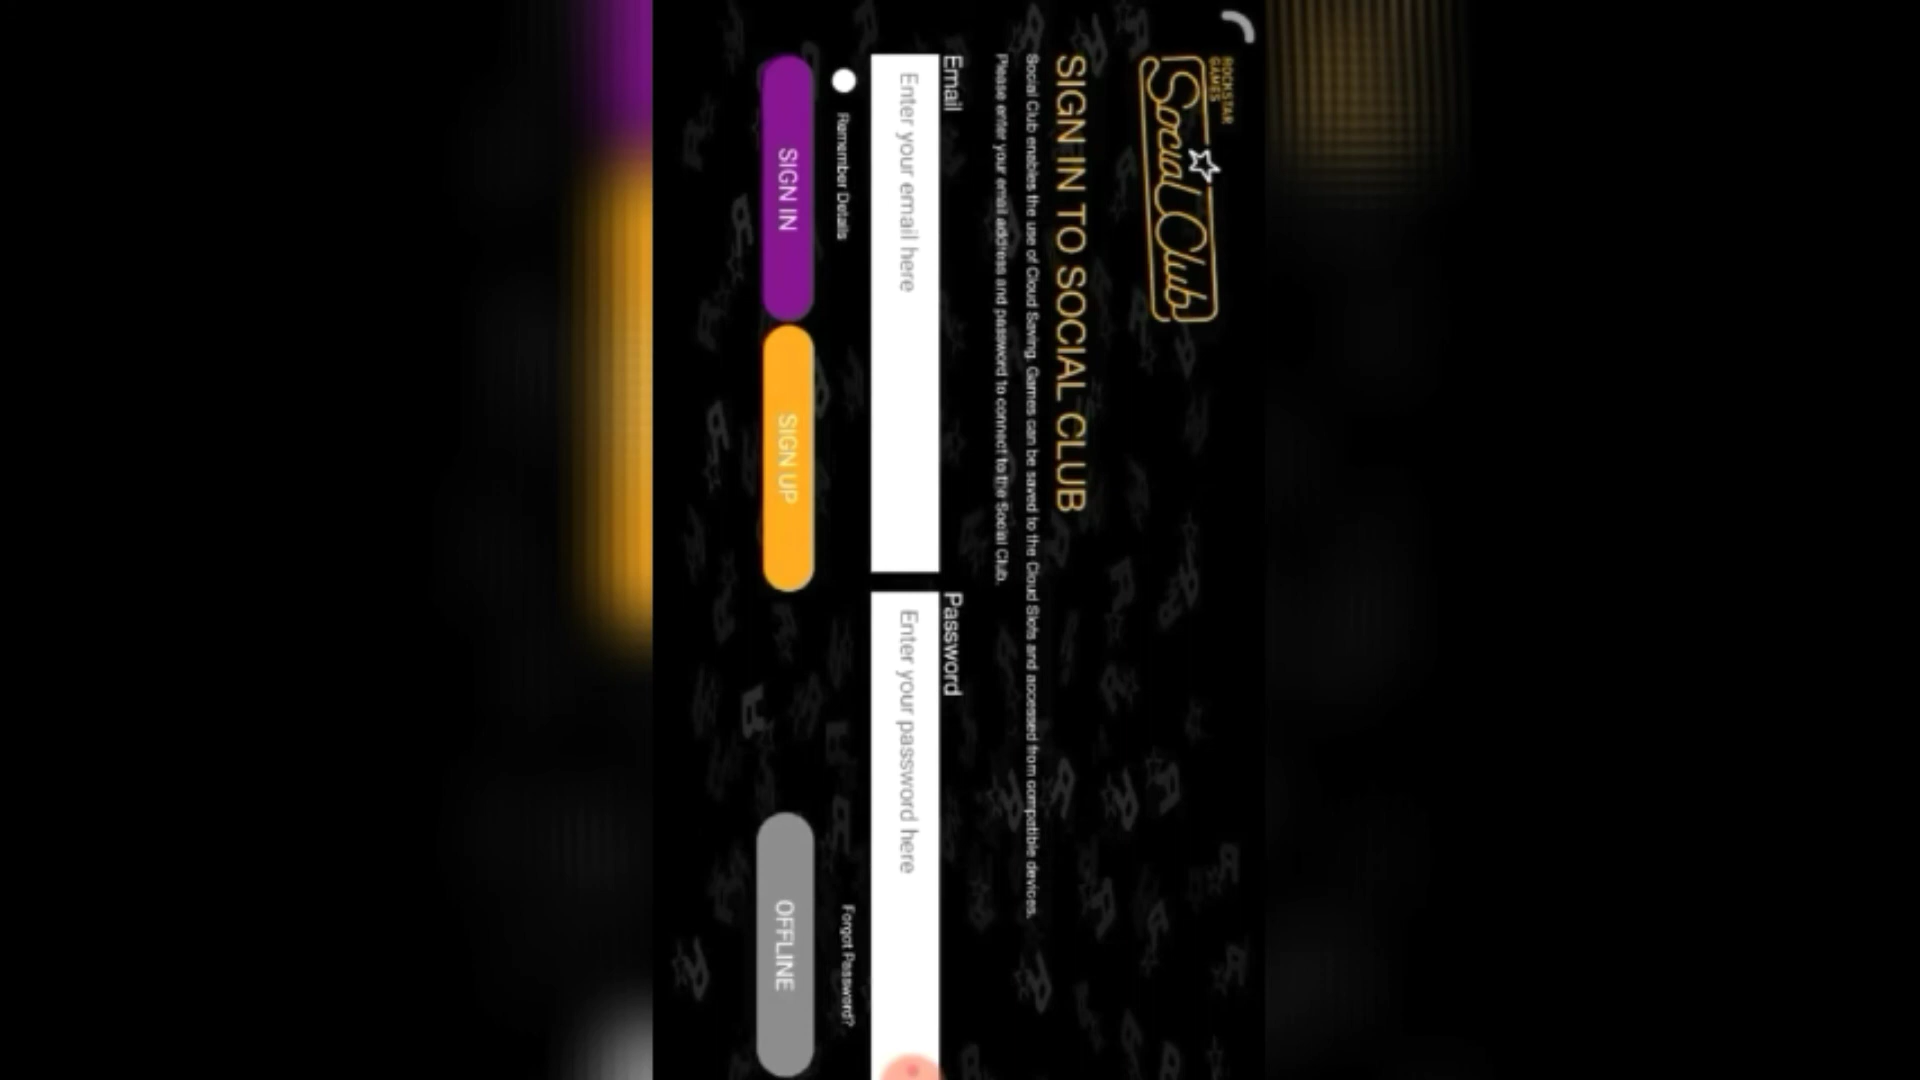 ROCKSTAR
GAMES
Social Club
SIGN IN TO SOCIAL CLUB
Social Club enables the use of Cloud Saving. Games can be saved to the Cloud Slots and accessed from compatible devices.
Please enter your email address and password to connect to the Social Club.
Email
Password
Enter your email here
Enter your password here
Remember Details
Forgot Password?
SIGN IN
SIGN UP
OFFLINE